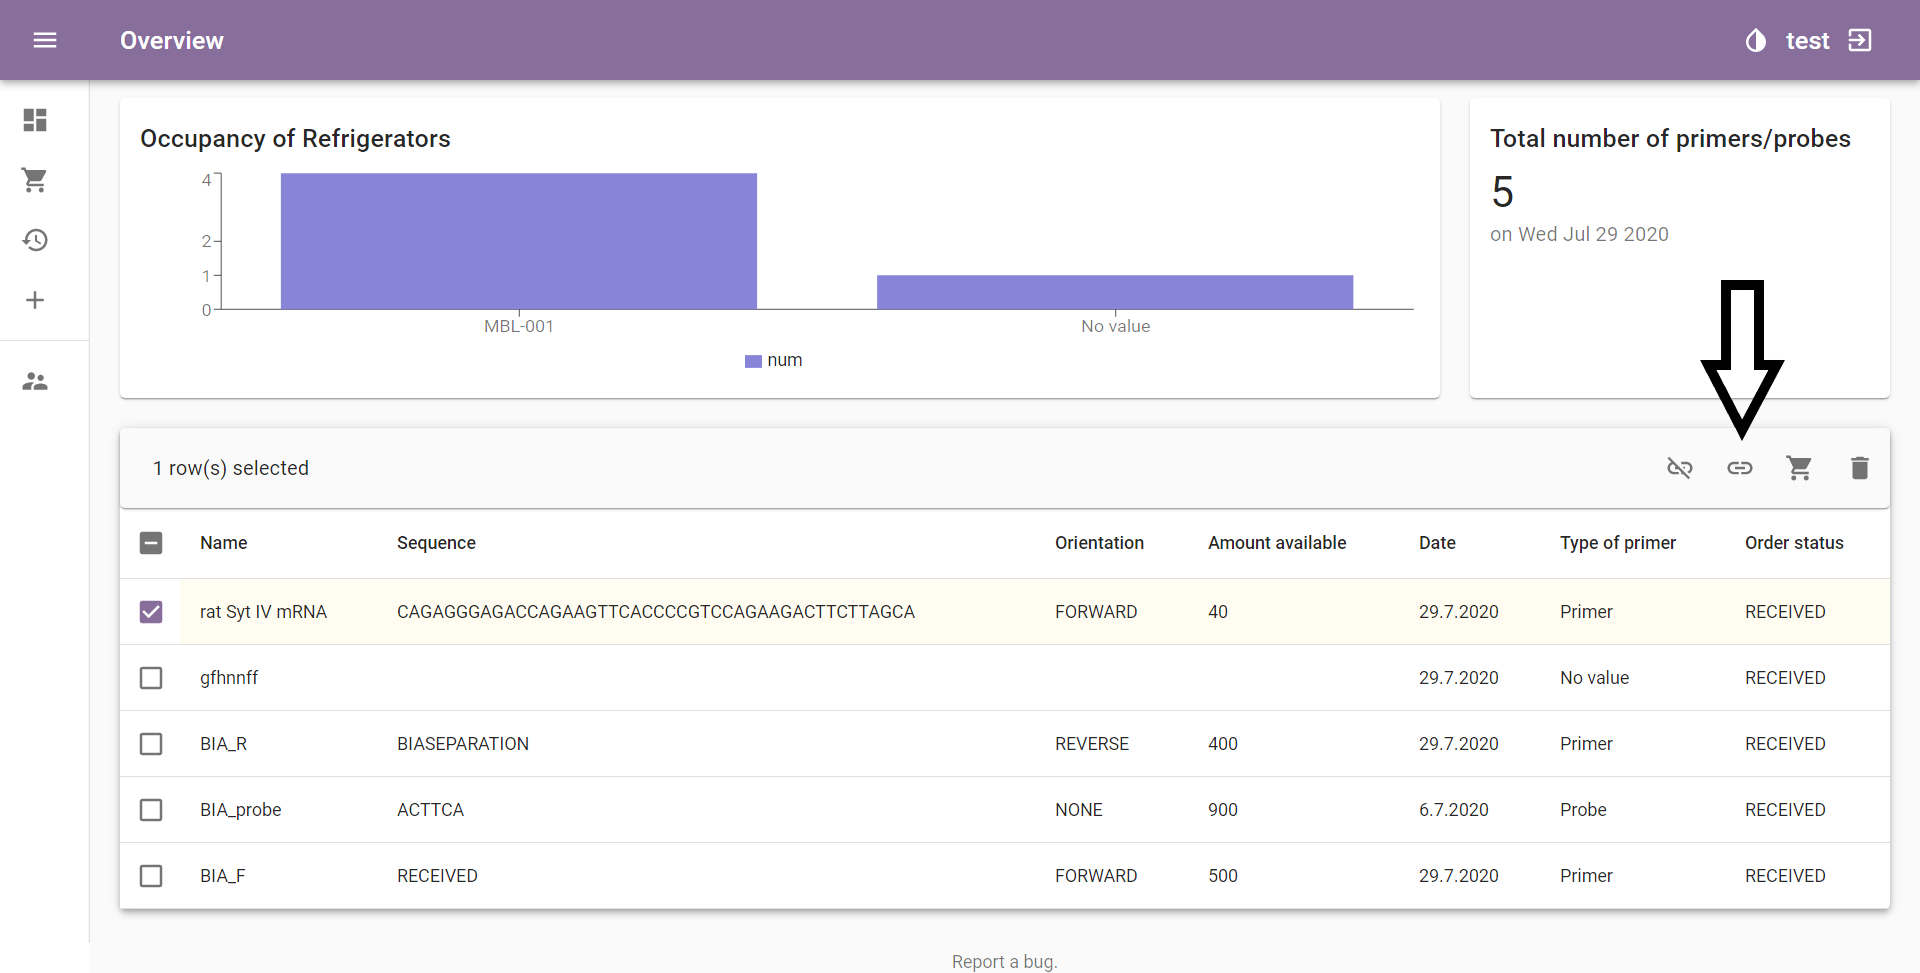 Overview
test
Occupancy of Refrigerators
4
2
1
0
MBL-001 No value
num
Total number of primers/probes
5
on Wed Jul 29 2020
1 row(s) selected
Name Sequence Orientation Amount available Date Type of primer Order status
rat Syt IV mRNA CAGAGGGAGACCAGAAGTTCACCCCGTCCAGAAGACTTCTTAGCA FORWARD 40 29.7.2020 Primer RECEIVED
gfhnnff 29.7.2020 No value RECEIVED
BIA_R BIASEPARATION REVERSE 400 29.7.2020 Primer RECEIVED
BIA_probe ACTTCA NONE 900 6.7.2020 Probe RECEIVED
BIA_F RECEIVED FORWARD 500 29.7.2020 Primer RECEIVED
Report a bug.